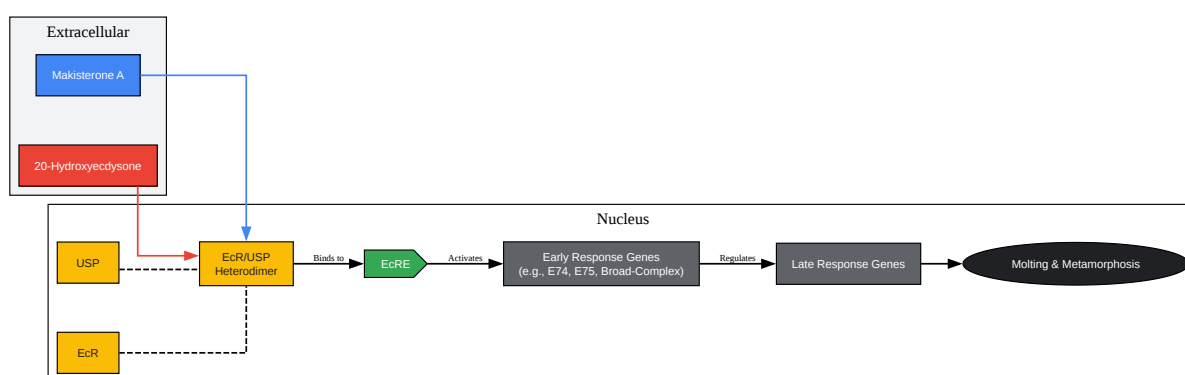 Extracellular
Makisterone A
20-Hydroxyecdysone
Nucleus
USP
EcR/USP
Heterodimer
Binds to
EcRE
Activates
Early Response Genes
(e.g., E74, E75, Broad-Complex)
Regulates
Late Response Genes
Molting & Metamorphosis
EcR